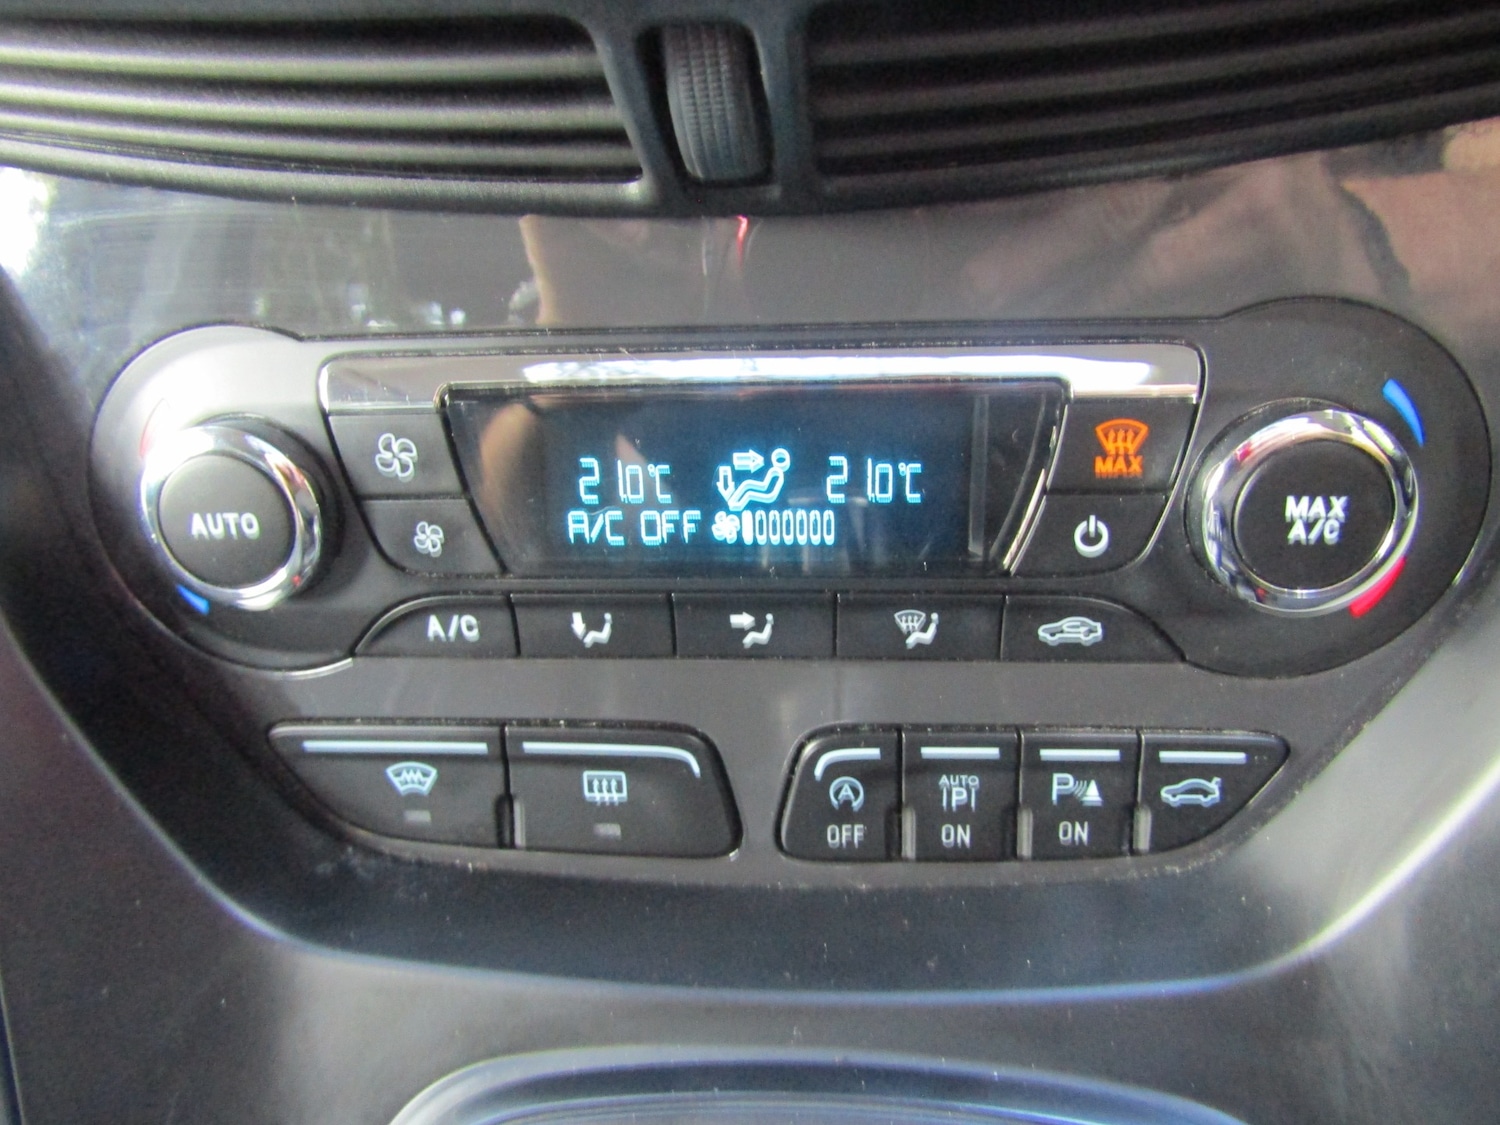 21.0°C 21.0°C
A/C OFF
MAX
AUTO
MAX
A/C
A/C
A
OFF
AUTO
P
ON
P
ON